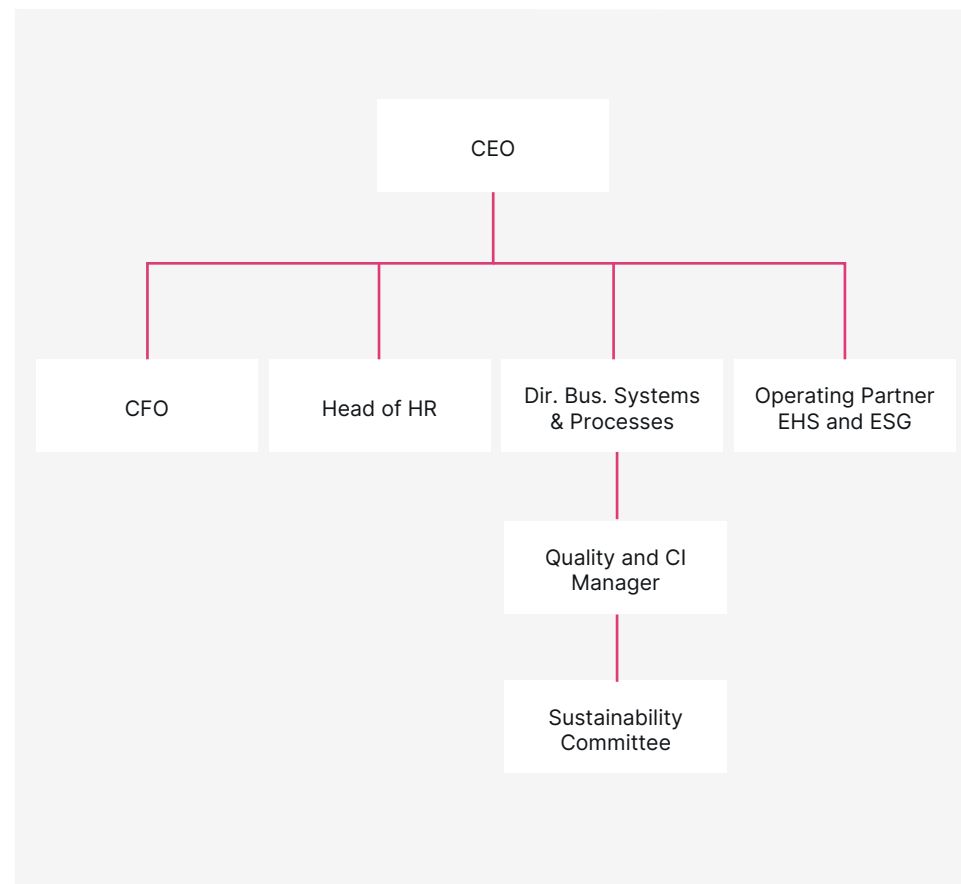 CEO
CFO
Head of HR
Dir. Bus. Systems
& Processes
Operating Partner
EHS and ESG
Quality and CI
Manager
Sustainability
Committee